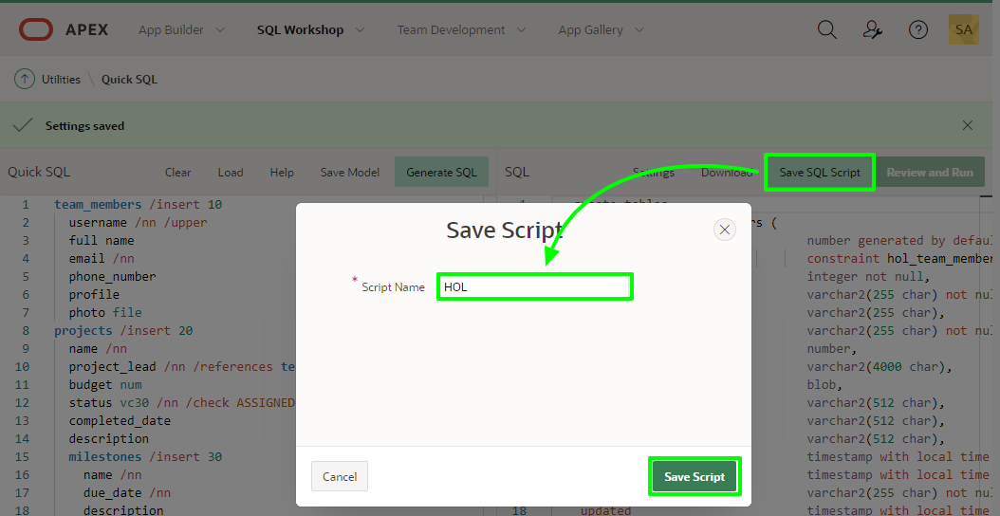 APEX App Builder SQL Workshop Team Development App Gallery SA
Utilities \ Quick SQL
Settings saved
Quick SQL Clear Load Help Save Model Generate SQL SQL Settings Download Save SQL Script Review and Run
1 team_members /insert 10
2 username /nn /upper
3 full name
4 email /nn
5 phone_number
6 profile
7 photo file
8 projects /insert 20
9 name /nn
10 project_lead /nn /references te
11 budget num
12 status vc30 /nn /check ASSIGNED
13 completed_date
14 description
15 milestones /insert 30
16 name /nn
17 due_date /nn
18 description
Save Script
* Script Name HOL
Cancel Save Script
1 create tables
rs (
number generated by defau
constraint hol_team_member
integer not null,
varchar2(255 char) not nul
varchar2(255 char),
varchar2(255 char) not nul
number,
varchar2(4000 char),
blob,
varchar2(512 char),
varchar2(512 char),
varchar2(512 char),
timestamp with local time
timestamp with local time
varchar2(255 char) not nul
18 updated timestamp with local time